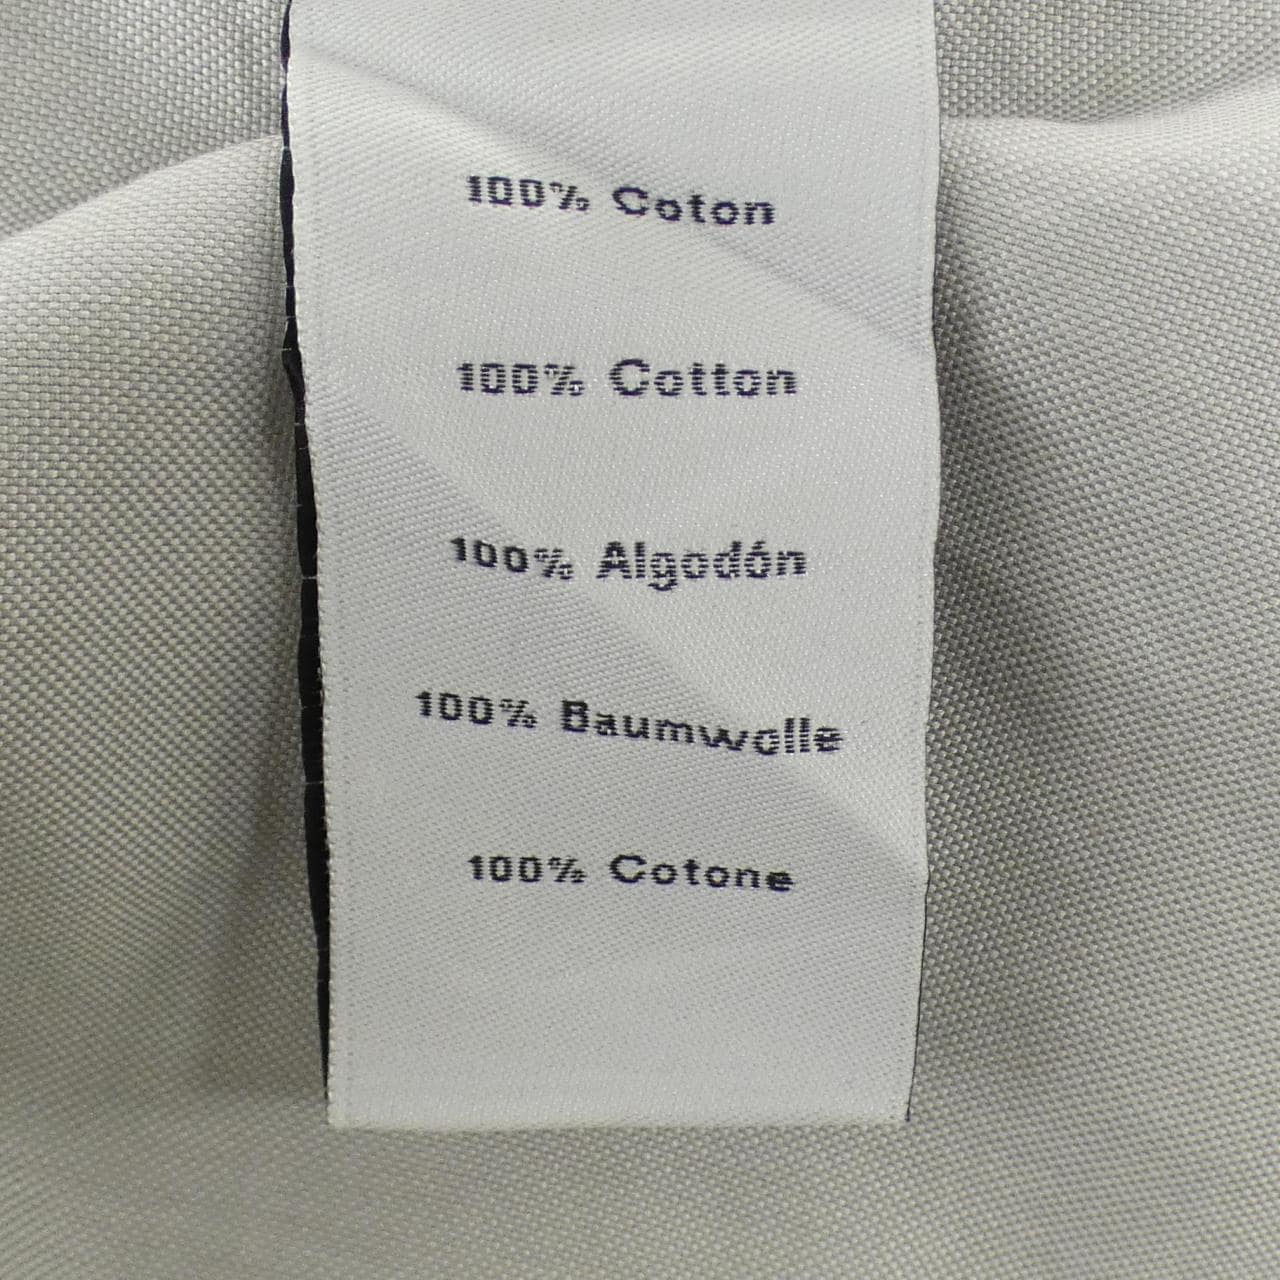 100% Coton
100% Cotton
100% Algodón
100% Baumwolle
100% Cotone